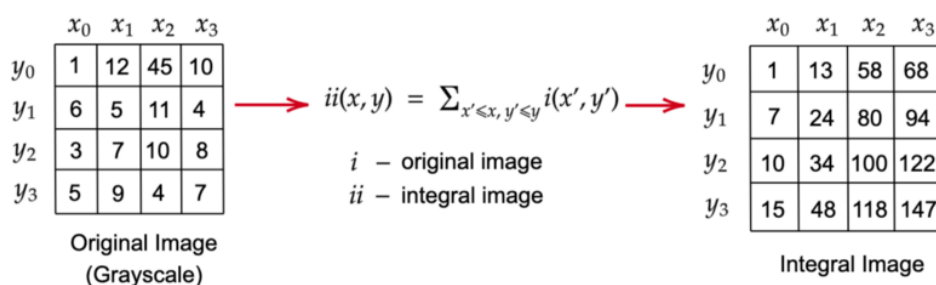 x₀ x₁ x₂ x₃
y₀ 1 12 45 10
y₁ 6 5 11 4
y₂ 3 7 10 8
y₃ 5 9 4 7
Original Image
(Grayscale)
ii(x, y) = ∑x′⩽x, y′⩽y i(x′, y′)
i – original image
ii – integral image
x₀ x₁ x₂ x₃
y₀ 1 13 58 68
y₁ 7 24 80 94
y₂ 10 34 100 122
y₃ 15 48 118 147
Integral Image